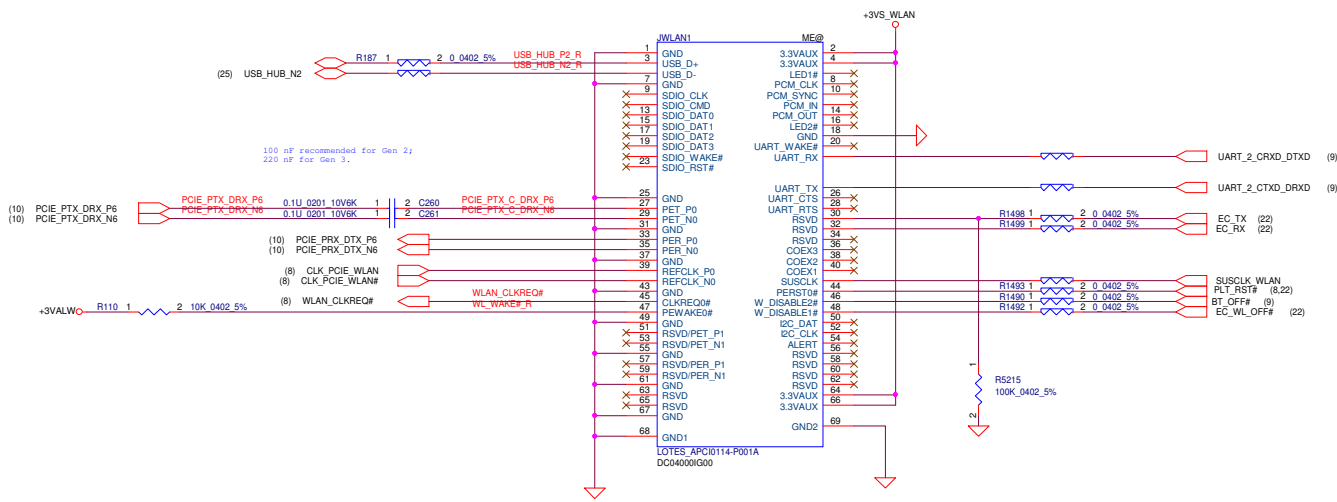 +3VS_WLAN
JWLAN1 ME@
R187 1 2 0_0402_5% USB_HUB_P2_R
USB_HUB_N2_R
(25) USB_HUB_N2
1 GND 3.3VAUX 2
3 USB_D+ 3.3VAUX 4
USB_D- LED1#
7 GND PCM_CLK 8
9 SDIO_CLK PCM_SYNC 10
SDIO_CMD PCM_IN
13 SDIO_DAT0 PCM_OUT 14
15 SDIO_DAT1 LED2# 16
17 SDIO_DAT2 GND 18
19 SDIO_DAT3 UART_WAKE# 20
SDIO_WAKE# UART_RX
23 SDIO_RST#
UART_2_CRXD_DTXD (9)
100 nF recommended for Gen 2;
220 nF for Gen 3.
UART_TX
UART_2_CTXD_DRXD (9)
25 GND UART_CTS 26
27 PET_P0 UART_RTS 28
29 PET_N0 RSVD 30
31 GND RSVD 32
33 PER_P0 RSVD 34
35 PER_N0 COEX3 36
37 GND COEX2 38
39 REFCLK_P0 COEX1 40
REFCLK_N0 SUSCLK
43 GND PERST0# 44
45 CLKREQ0# W_DISABLE2# 46
47 PEWAKE0# W_DISABLE1# 48
49 GND I2C_DAT 50
51 RSVD/PET_P1 I2C_CLK 52
53 RSVD/PET_N1 ALERT 54
55 GND RSVD 56
57 RSVD/PER_P1 RSVD 58
59 RSVD/PER_N1 RSVD 60
61 GND RSVD 62
63 RSVD 3.3VAUX 64
65 RSVD 3.3VAUX 66
67 GND
68 GND1 GND2 69
LOTES_APCI0114-P001A
DC04000IG00
(10) PCIE_PTX_DRX_P6 PCIE_PTX_DRX_P6 0.1U_0201_10V6K 1 2 C260 PCIE_PTX_C_DRX_P6
(10) PCIE_PTX_DRX_N6 PCIE_PTX_DRX_N6 0.1U_0201_10V6K 1 2 C261 PCIE_PTX_C_DRX_N6
(10) PCIE_PRX_DTX_P6
(10) PCIE_PRX_DTX_N6
(8) CLK_PCIE_WLAN
(8) CLK_PCIE_WLAN#
(8) WLAN_CLKREQ# WLAN_CLKREQ#
WL_WAKE#_R
+3VALW R110 1 2 10K_0402_5%
R1498 1 2 0_0402_5% EC_TX (22)
R1499 1 2 0_0402_5% EC_RX (22)
SUSCLK_WLAN
R1493 1 2 0_0402_5% PLT_RST# (8,22)
R1490 1 2 0_0402_5% BT_OFF# (9)
R1492 1 2 0_0402_5% EC_WL_OFF# (22)
1
R5215
100K_0402_5%
2